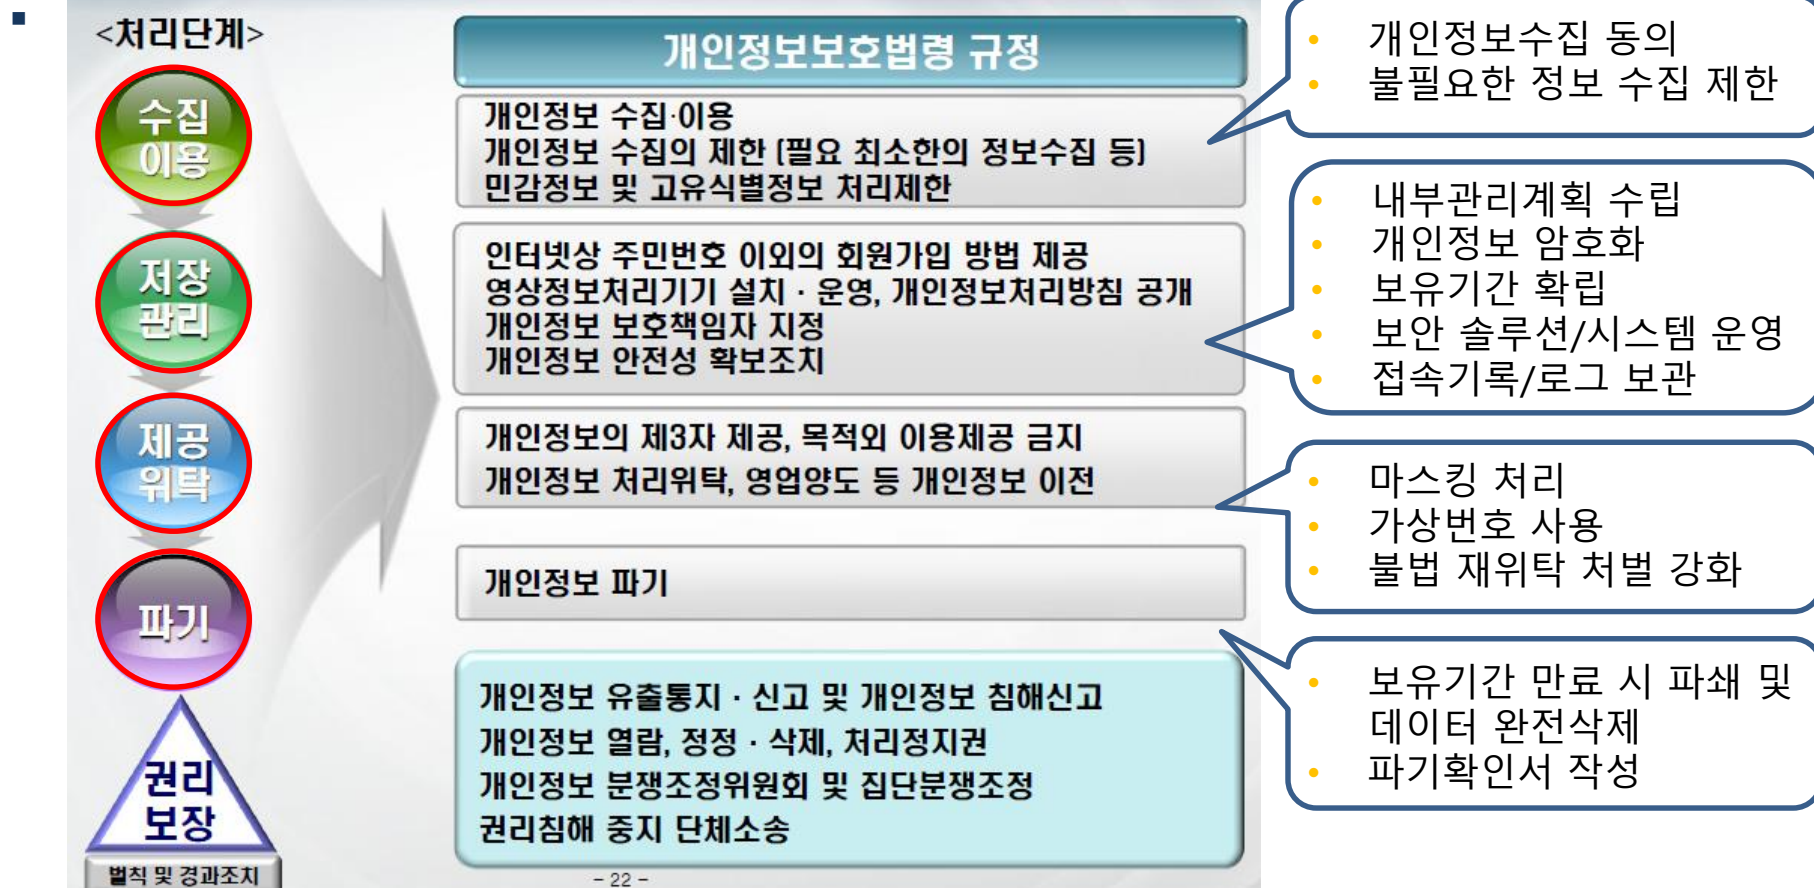 <처리단계>
수집
이용
저장
관리
제공
위탁
파기
권리
보장
벌칙 및 경과조치
개인정보보호법령 규정
개인정보 수집·이용
개인정보 수집의 제한 (필요 최소한의 정보수집 등)
민감정보 및 고유식별정보 처리제한
인터넷상 주민번호 이외의 회원가입 방법 제공
영상정보처리기기 설치 · 운영, 개인정보처리방침 공개
개인정보 보호책임자 지정
개인정보 안전성 확보조치
개인정보의 제3자 제공, 목적외 이용제공 금지
개인정보 처리위탁, 영업양도 등 개인정보 이전
개인정보 파기
개인정보 유출통지 · 신고 및 개인정보 침해신고
개인정보 열람, 정정 · 삭제, 처리정지권
개인정보 분쟁조정위원회 및 집단분쟁조정
권리침해 중지 단체소송
- 22 -
• 개인정보수집 동의
• 불필요한 정보 수집 제한
• 내부관리계획 수립
• 개인정보 암호화
• 보유기간 확립
• 보안 솔루션/시스템 운영
• 접속기록/로그 보관
• 마스킹 처리
• 가상번호 사용
• 불법 재위탁 처벌 강화
• 보유기간 만료 시 파쇄 및
데이터 완전삭제
• 파기확인서 작성